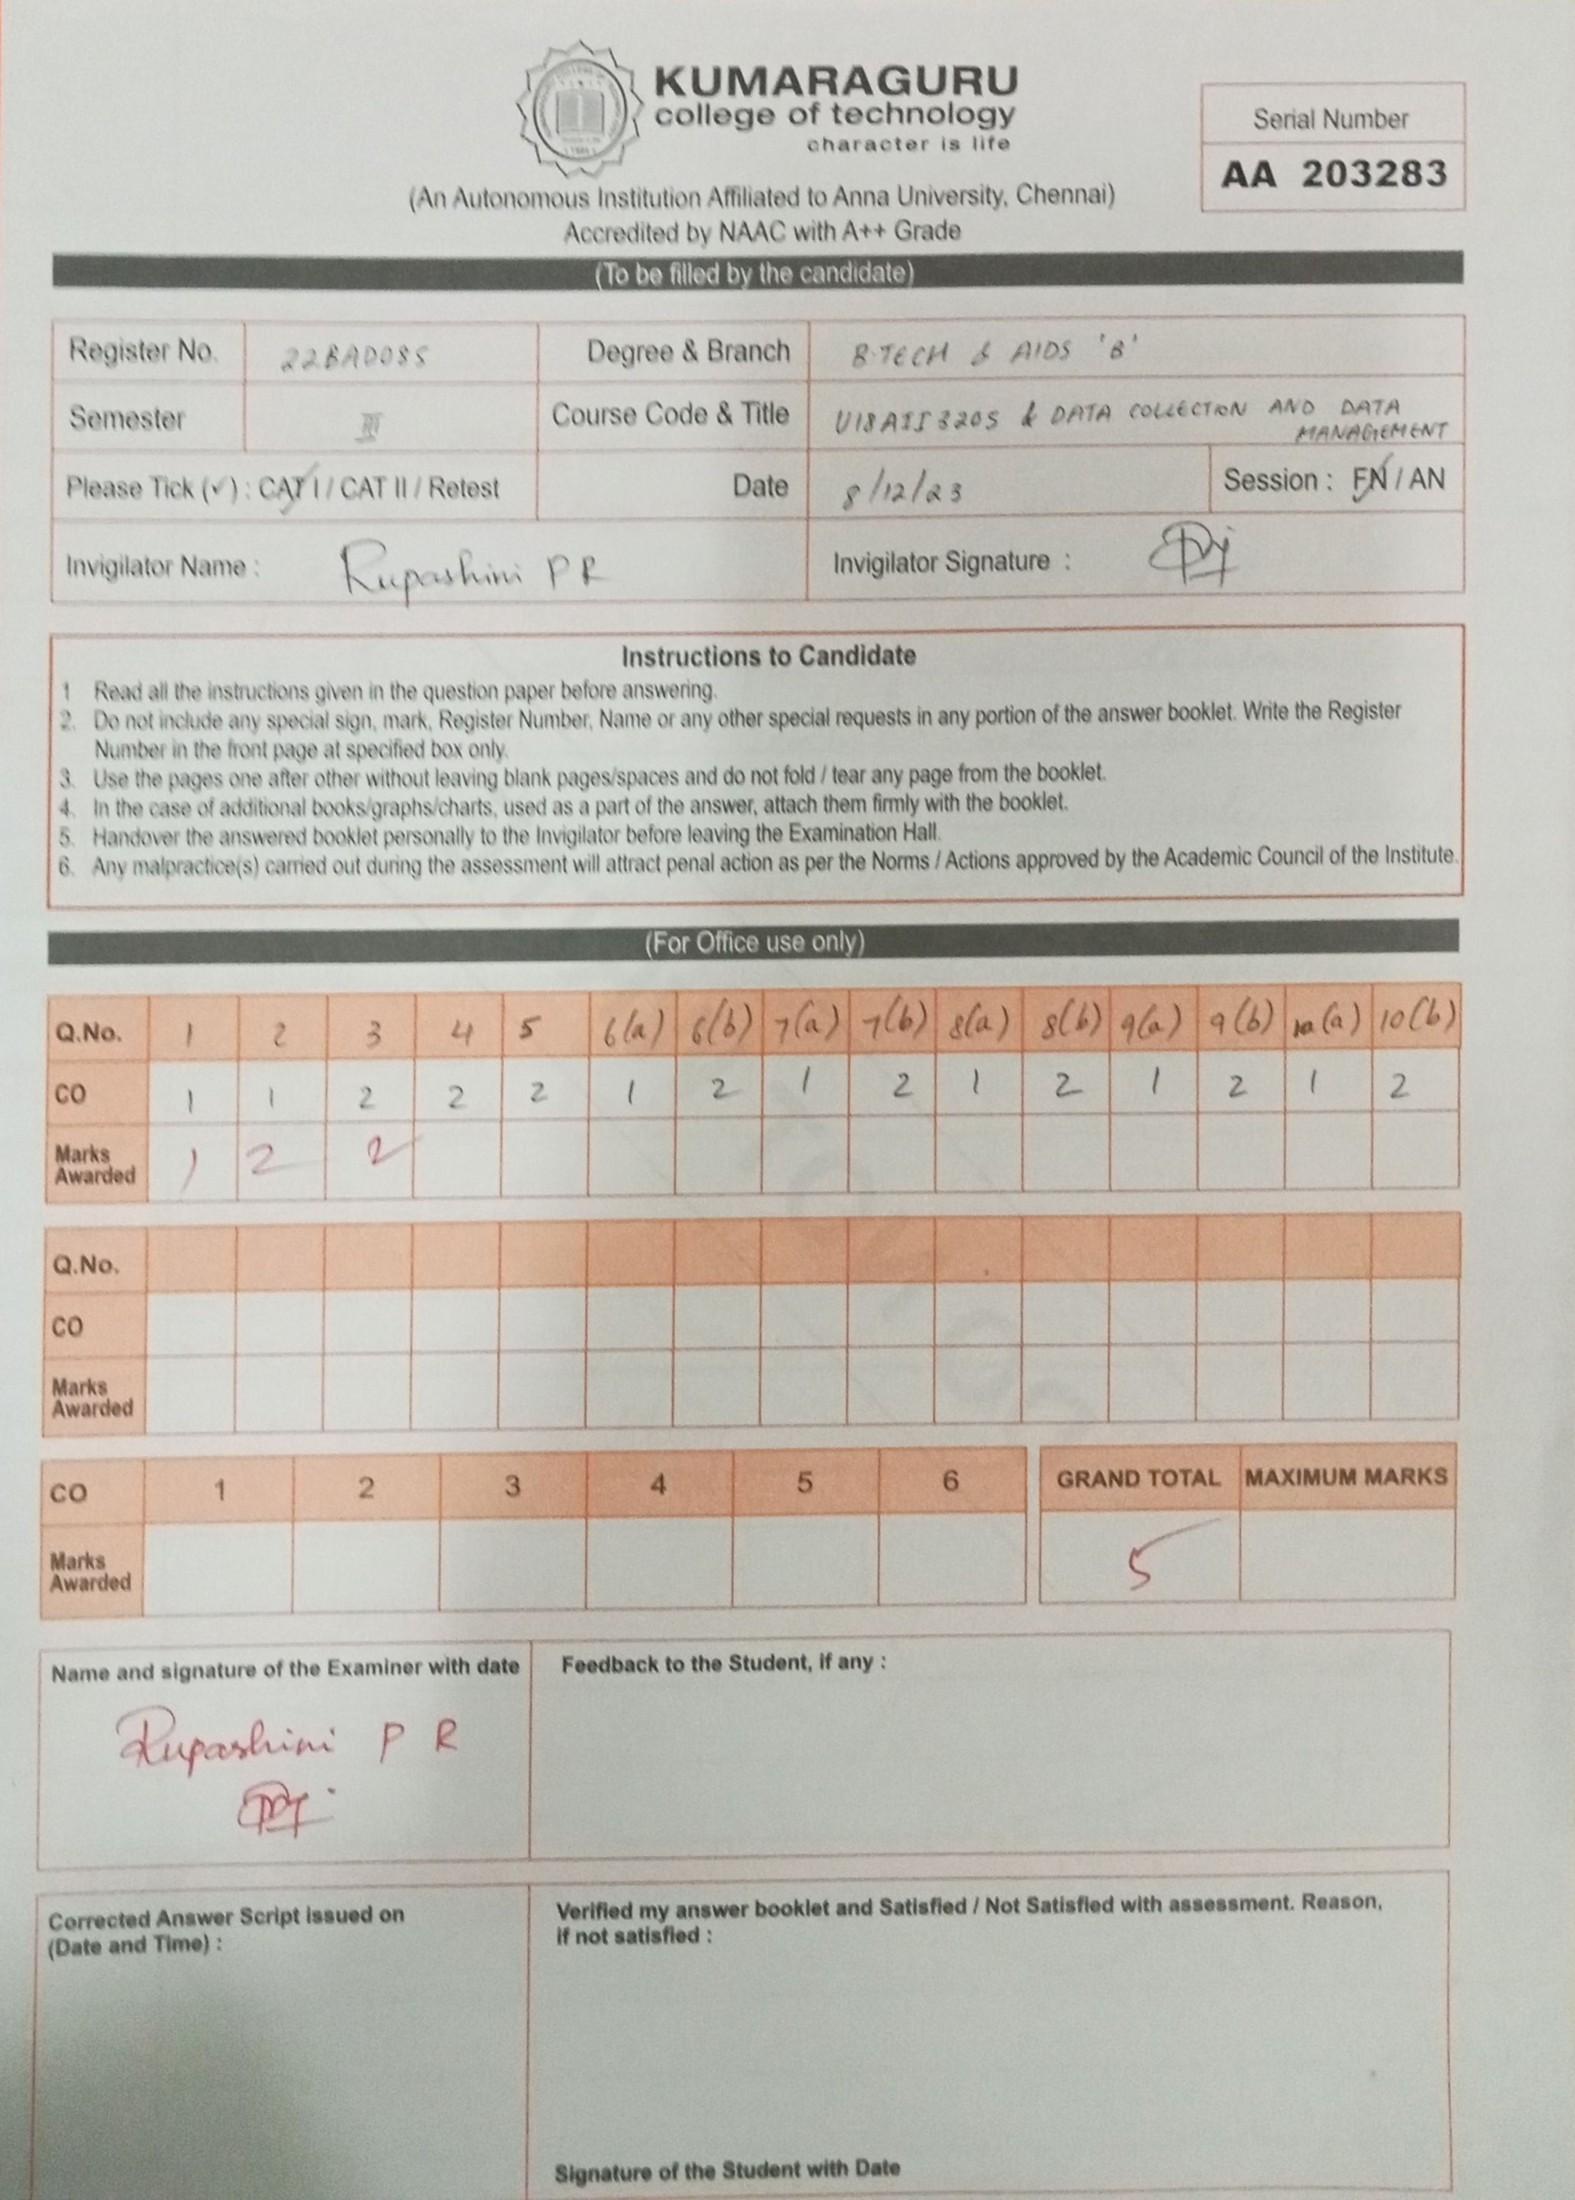 KUMARAGURU
college of technology
character is life
Serial Number
AA 203283
(An Autonomous Institution Affiliated to Anna University, Chennai)
Accredited by NAAC with A++ Grade
(To be filled by the candidate)
Register No. 22BAD085 Degree & Branch B.TECH & AIDS 'B'
Semester III Course Code & Title U18AII3205 & DATA COLLECTION AND DATA
MANAGEMENT
Please Tick (✓) : CAT I / CAT II / Retest Date 8/12/23 Session : FN / AN
Invigilator Name : Rupashini P R Invigilator Signature :
Instructions to Candidate
1 Read all the instructions given in the question paper before answering.
2. Do not include any special sign, mark, Register Number, Name or any other special requests in any portion of the answer booklet. Write the Register
Number in the front page at specified box only.
3. Use the pages one after other without leaving blank pages/spaces and do not fold / tear any page from the booklet.
4. In the case of additional books/graphs/charts, used as a part of the answer, attach them firmly with the booklet.
5. Handover the answered booklet personally to the Invigilator before leaving the Examination Hall.
6. Any malpractice(s) carried out during the assessment will attract penal action as per the Norms / Actions approved by the Academic Council of the Institute.
(For Office use only)
Q.No. 1 2 3 4 5 6(a) 6(b) 7(a) 7(b) 8(a) 8(b) 9(a) 9(b) 10(a) 10(b)
CO 1 1 2 2 2 1 2 1 2 1 2 1 2 1 2
Marks
Awarded 1 2 2
Q.No.
CO
Marks
Awarded
CO 1 2 3 4 5 6 GRAND TOTAL MAXIMUM MARKS
Marks
Awarded 5
Name and signature of the Examiner with date Feedback to the Student, if any :
Rupashini P R
Corrected Answer Script issued on
(Date and Time) :
Verified my answer booklet and Satisfied / Not Satisfied with assessment. Reason,
if not satisfied :
Signature of the Student with Date